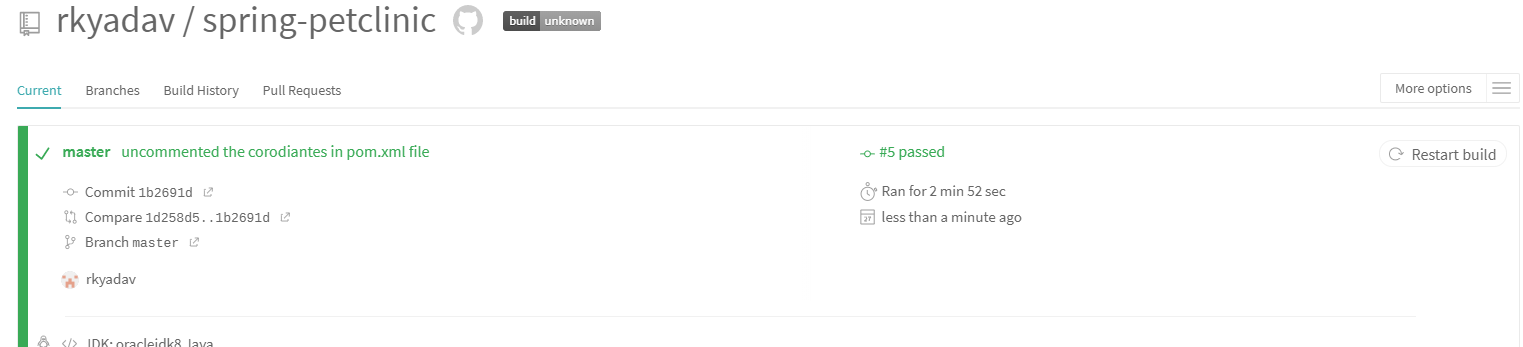 rkyadav / spring-petclinic build unknown
Current Branches Build History Pull Requests More options
master uncommented the corodiantes in pom.xml file #5 passed Restart build
Commit 1b2691d Ran for 2 min 52 sec
Compare 1d258d5..1b2691d 27 less than a minute ago
Branch master
rkyadav
</> JDK: oraclejdk8 Java